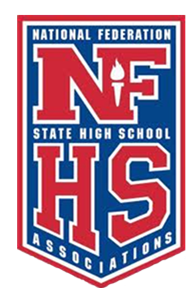 NATIONAL FEDERATION
NF
STATE HIGH SCHOOL
HS
ASSOCIATIONS